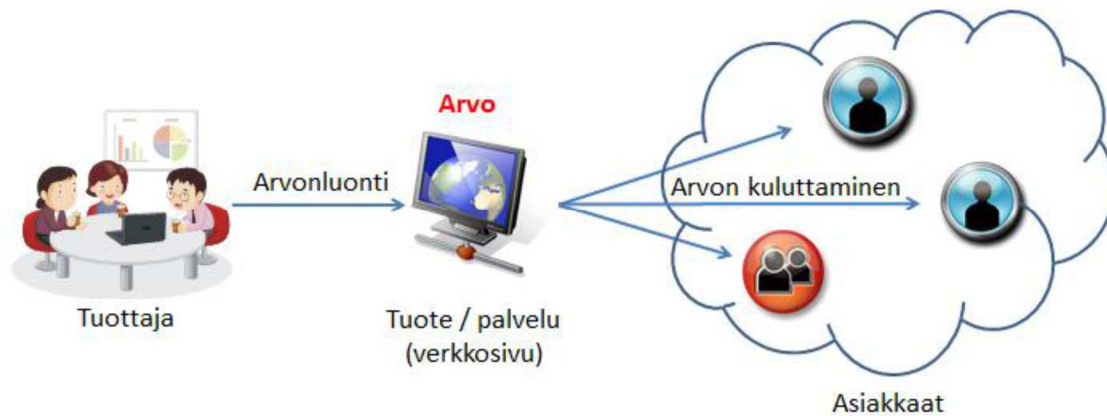 Arvo
Arvonluonti
Arvon kuluttaminen
Tuottaja
Tuote / palvelu
(verkkosivu)
Asiakkaat